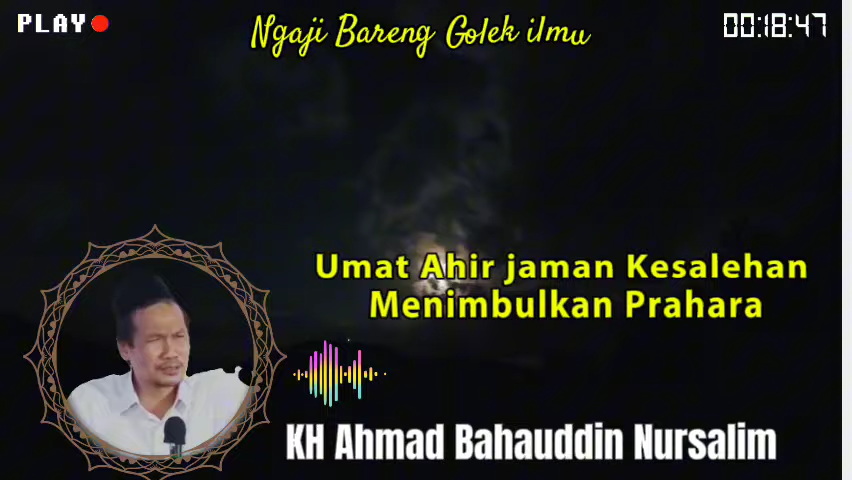 PLAY
Ngaji Bareng Golek ilmu
00:18:47
Umat Ahir jaman Kesalehan
Menimbulkan Prahara
KH Ahmad Bahauddin Nursalim